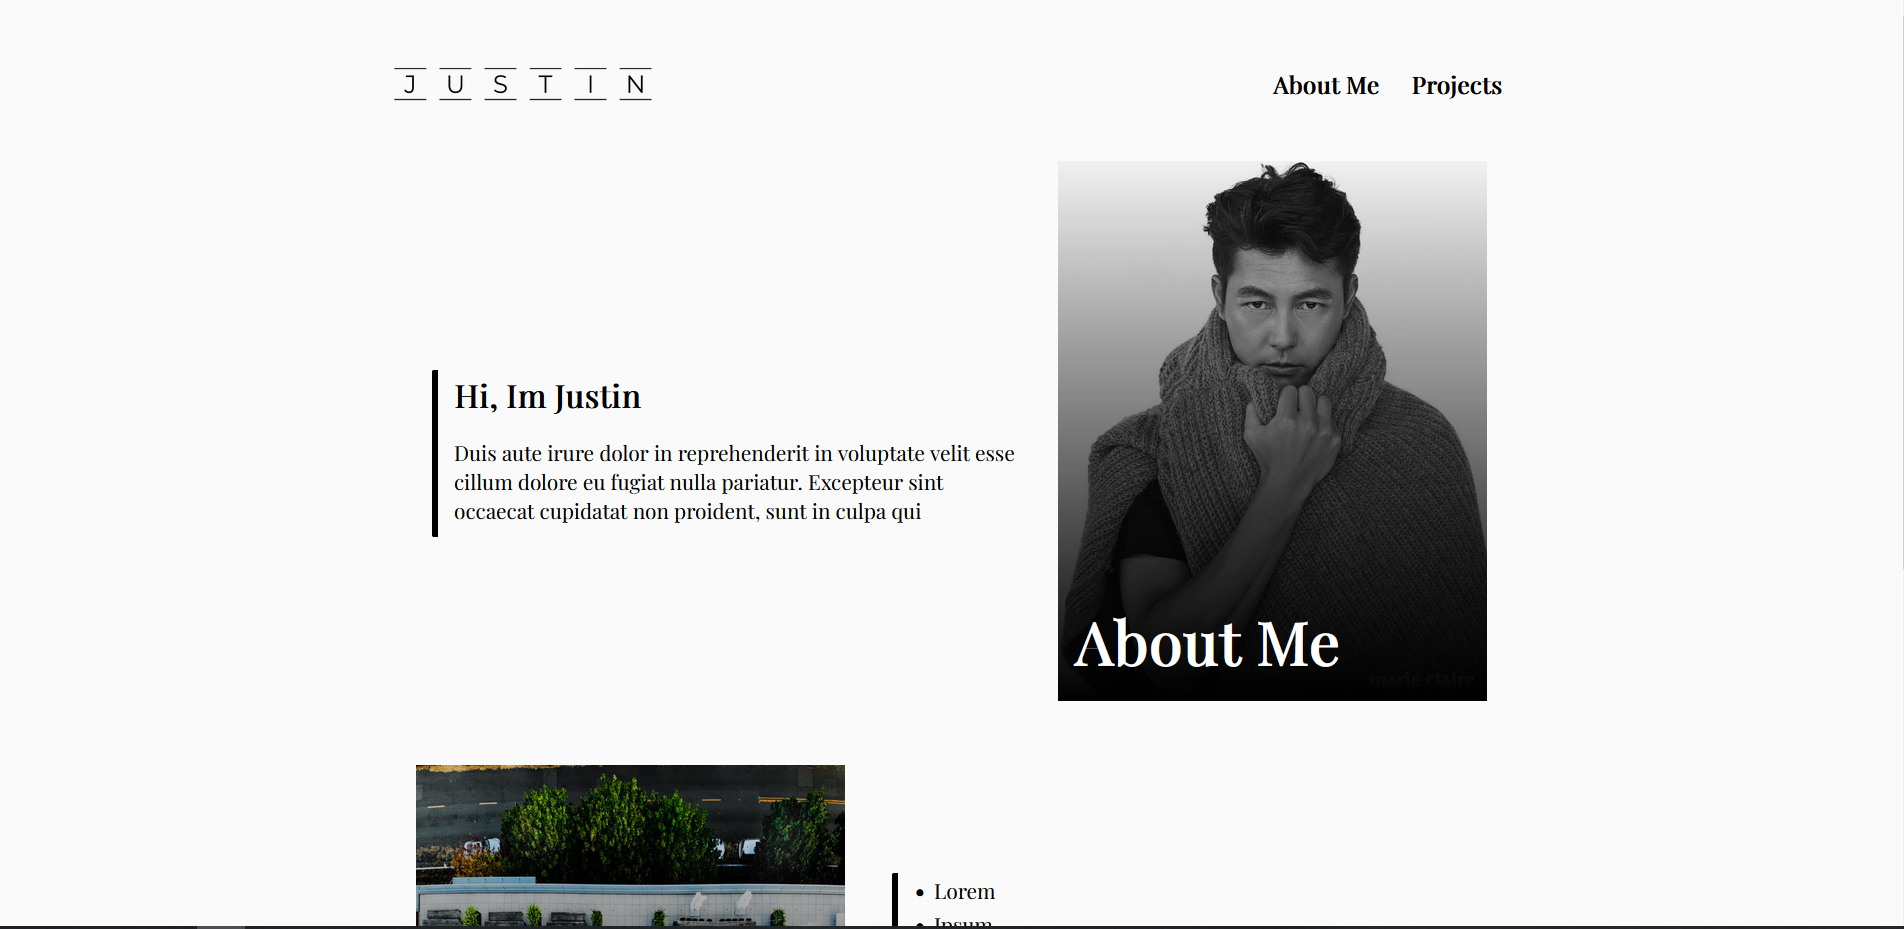 J U S T I N
About Me Projects
Hi, Im Justin
Duis aute irure dolor in reprehenderit in voluptate velit esse
cillum dolore eu fugiat nulla pariatur. Excepteur sint
occaecat cupidatat non proident, sunt in culpa qui
About Me
marie claire
• Lorem
• Ipsum